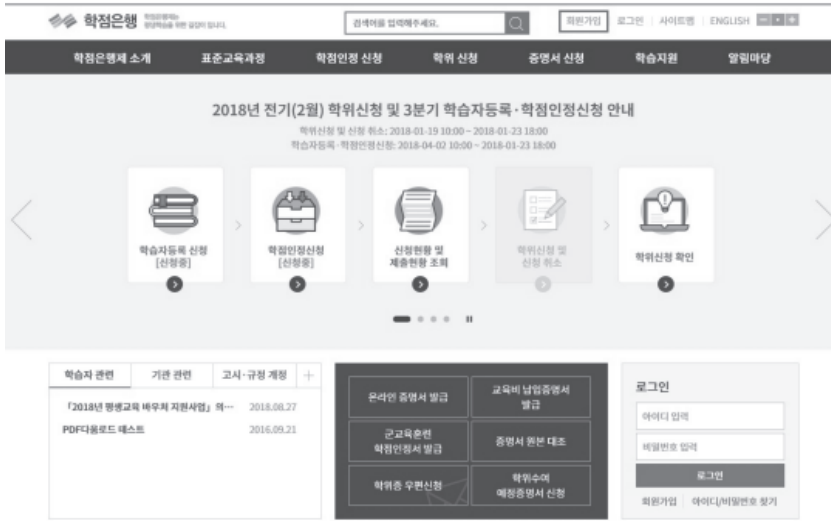 학점은행
검색어를 입력해주세요.
회원가입 로그인 사이트맵 ENGLISH
학점은행제 소개 표준교육과정 학점인정 신청 학위 신청 증명서 신청 학습지원 알림마당
2018년 전기(2월) 학위신청 및 3분기 학습자등록·학점인정신청 안내
학위신청 및 신청 취소: 2018-01-19 10:00 ~ 2018-01-23 18:00
학습자등록·학점인정신청: 2018-04-02 10:00 ~ 2018-01-23 18:00
학습자등록 신청
[신청중]
학점인정신청
[신청중]
신청현황 및
제출현황 조회
학위신청 및
신청 취소
학위신청 확인
학습자 관련 기관 관련 고시·규정 개정
「2018년 평생교육 바우처 지원사업」 의… 2018.08.27
PDF다운로드 테스트 2016.09.21
온라인 증명서 발급
교육비 납입증명서
발급
군교육훈련
학점인정서 발급
증명서 원본 대조
학위증 우편신청
학위수여
예정증명서 신청
로그인
아이디 입력
비밀번호 입력
로그인
회원가입 아이디/비밀번호 찾기